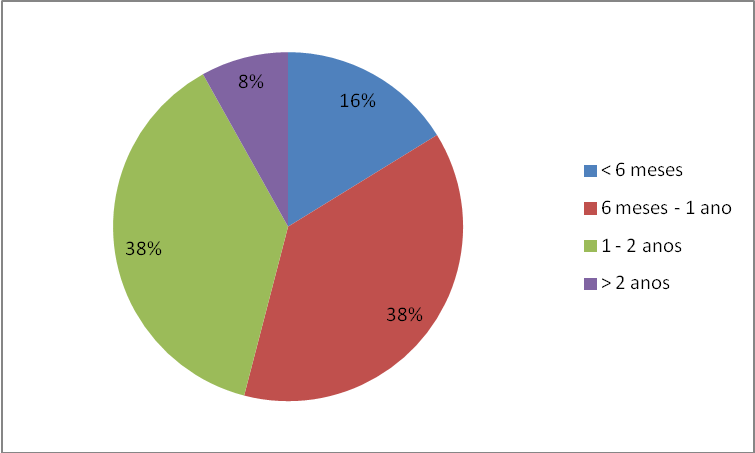 8%
16%
38%
38%
< 6 meses
6 meses - 1 ano
1 - 2 anos
> 2 anos